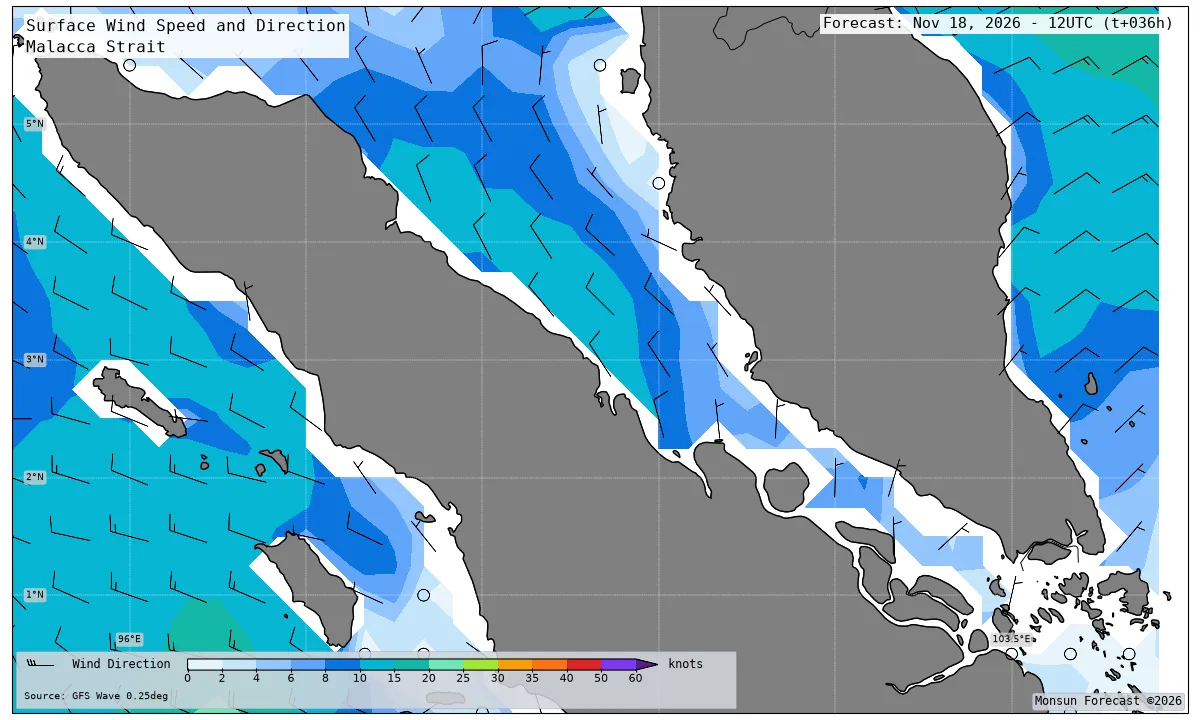 Surface Wind Speed and Direction
Malacca Strait
Forecast: Nov 18, 2026 - 12UTC (t+036h)
5°N
4°N
3°N
2°N
1°N
96°E
103.5°E
Wind Direction
knots
0 2 4 6 8 10 15 20 25 30 35 40 50 60
Source: GFS Wave 0.25deg
Monsun Forecast ©2026